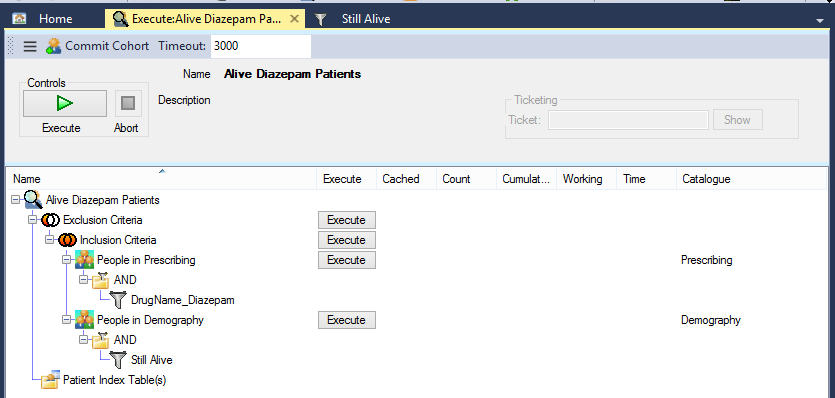 Home Execute:Alive Diazepam Pa... Still Alive
Commit Cohort Timeout: 3000
Controls
Execute Abort
Name Alive Diazepam Patients
Description
Ticketing
Ticket: Show
Name Execute Cached Count Cumulat... Working Time Catalogue
Alive Diazepam Patients
Exclusion Criteria Execute
Inclusion Criteria Execute
People in Prescribing Execute Prescribing
AND
DrugName_Diazepam
People in Demography Execute Demography
AND
Still Alive
Patient Index Table(s)